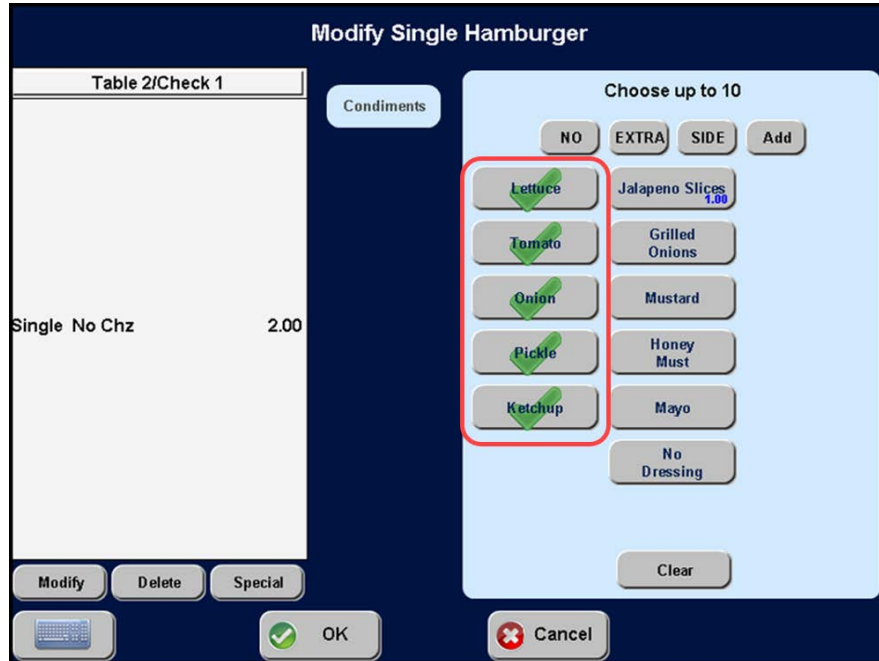 Modify Single Hamburger
Table 2/Check 1
Single No Chz 2.00
Modify Delete Special
Condiments
Choose up to 10
NO EXTRA SIDE Add
Lettuce
Tomato
Onion
Pickle
Ketchup
Jalapeno Slices
1.00
Grilled
Onions
Mustard
Honey
Must
Mayo
No
Dressing
Clear
OK Cancel